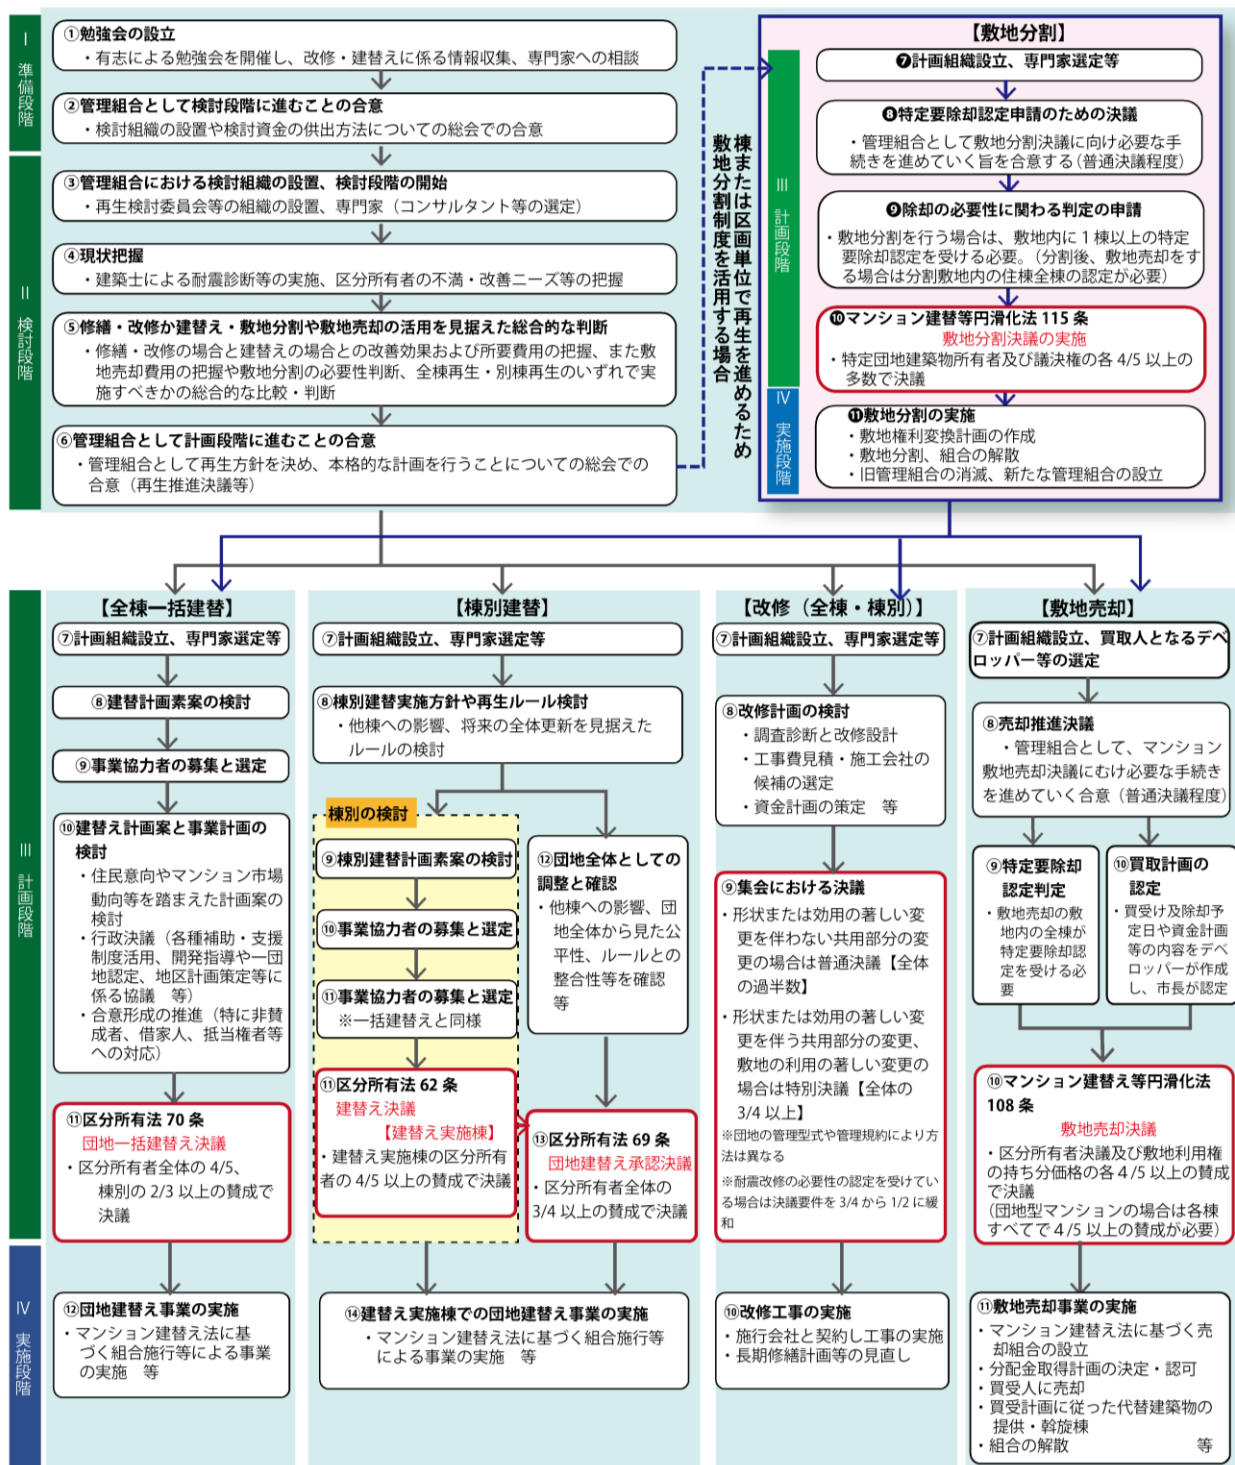 Ⅰ 準備段階
①勉強会の設立
・有志による勉強会を開催し、改修・建替えに係る情報収集、専門家への相談
②管理組合として検討段階に進むことの合意
・検討組織の設置や検討資金の供出方法についての総会での合意
Ⅱ 検討段階
③管理組合における検討組織の設置、検討段階の開始
・再生検討委員会等の組織の設置、専門家（コンサルタント等の選定）
④現状把握
・建築士による耐震診断等の実施、区分所有者の不満・改善ニーズ等の把握
⑤修繕・改修か建替え・敷地分割や敷地売却の活用を見据えた総合的な判断
・修繕・改修の場合と建替えの場合との改善効果および所要費用の把握、また敷
地売却費用の把握や敷地分割の必要性判断、全棟再生・別棟再生のいずれで実
施すべきかの総合的な比較・判断
⑥管理組合として計画段階に進むことの合意
・管理組合として再生方針を決め、本格的な計画を行うことについての総会での
合意（再生推進決議等）
棟または区画単位で再生を進めるため
敷地分割制度を活用する場合
【敷地分割】
Ⅲ 計画段階
❼計画組織設立、専門家選定等
❽特定要除却認定申請のための決議
・管理組合として敷地分割決議に向け必要な手
続きを進めていく旨を合意する（普通決議程度）
❾除却の必要性に関わる判定の申請
・敷地分割を行う場合は、敷地内に 1 棟以上の特定
要除却認定を受ける必要。（分割後、敷地売却をす
る場合は分割敷地内の住棟全棟の認定が必要）
❿マンション建替等円滑化法 115 条
敷地分割決議の実施
・特定団地建築物所有者及び議決権の各 4/5 以上の
多数で決議
Ⅳ 実施段階
⓫敷地分割の実施
・敷地権利変換計画の作成
・敷地分割、組合の解散
・旧管理組合の消滅、新たな管理組合の設立
Ⅲ 計画段階
【全棟一括建替】
⑦計画組織設立、専門家選定等
⑧建替計画素案の検討
⑨事業協力者の募集と選定
⑩建替え計画案と事業計画の
検討
・住民意向やマンション市場
動向等を踏まえた計画案の
検討
・行政決議（各種補助・支援
制度活用、開発指導や一団
地認定、地区計画策定等に
係る協議　等）
・合意形成の推進（特に非賛
成者、借家人、抵当権者等
への対応）
⑪区分所有法 70 条
団地一括建替え決議
・区分所有者全体の 4/5、
棟別の 2/3 以上の賛成で
決議
【棟別建替】
⑦計画組織設立、専門家選定等
⑧棟別建替実施方針や再生ルール検討
・他棟への影響、将来の全体更新を見据えた
ルールの検討
棟別の検討
⑨棟別建替計画素案の検討
⑩事業協力者の募集と選定
⑪事業協力者の募集と選定
※一括建替えと同様
⑪区分所有法 62 条
建替え決議
【建替え実施棟】
・建替え実施棟の区分所有
者の 4/5 以上の賛成で決議
⑫団地全体としての
調整と確認
・他棟への影響、団
地全体から見た公
平性、ルールとの
整合性等を確認
等
⑬区分所有法 69 条
団地建替え承認決議
・区分所有者全体の
3/4 以上の賛成で決議
【改修（全棟・棟別）】
⑦計画組織設立、専門家選定等
⑧改修計画の検討
・調査診断と改修設計
・工事費見積・施工会社の
候補の選定
・資金計画の策定　等
⑨集会における決議
・形状または効用の著しい変
更を伴わない共用部分の変
更の場合は普通決議【全体
の過半数】
・形状または効用の著しい変
更を伴う共用部分の変更、
敷地の利用の著しい変更の
場合は特別決議【全体の
3/4 以上】
※団地の管理型式や管理規約により方
法は異なる
※耐震改修の必要性の認定を受けてい
る場合は決議要件を 3/4 から 1/2 に緩
和
【敷地売却】
⑦計画組織設立、買取人となるデベ
ロッパー等の選定
⑧売却推進決議
・管理組合として、マンション
敷地売却決議にむけ必要な手続き
を進めていく合意（普通決議程度）
⑨特定要除却
認定判定
・敷地売却の敷
地内の全棟が
特定要除却認
定を受ける必
要
⑩買取計画の
認定
・買受け及除却予
定日や資金計画
等の内容をデベ
ロッパーが作成
し、市長が認定
⑩マンション建替え等円滑化法
108 条
敷地売却決議
・区分所有者決議及び敷地利用権
の持ち分価格の各 4/5 以上の賛成
で決議
（団地型マンションの場合は各棟
すべてで 4/5 以上の賛成が必要）
Ⅳ 実施段階
⑫団地建替え事業の実施
・マンション建替え法に基
づく組合施行等による事業
の実施　等
⑭建替え実施棟での団地建替え事業の実施
・マンション建替え法に基づく組合施行等
による事業の実施　等
⑩改修工事の実施
・施行会社と契約し工事の実施
・長期修繕計画等の見直し
⑪敷地売却事業の実施
・マンション建替え法に基づく売
却組合の設立
・分配金取得計画の決定・認可
・買受人に売却
・買受計画に従った代替建築物の
提供・斡旋棟
・組合の解散　等